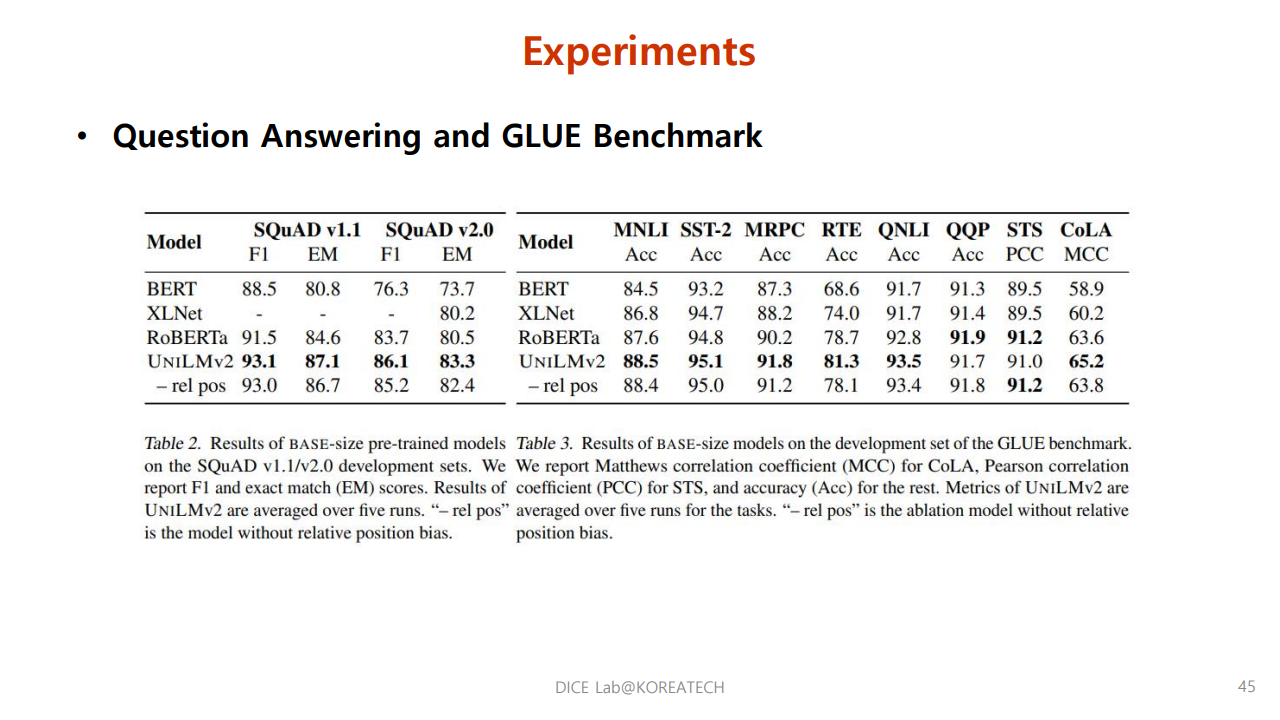 Experiments
• Question Answering and GLUE Benchmark
Model SQuAD v1.1 SQuAD v2.0
F1 EM F1 EM
BERT 88.5 80.8 76.3 73.7
XLNet - - - 80.2
RoBERTa 91.5 84.6 83.7 80.5
UNILMv2 93.1 87.1 86.1 83.3
– rel pos 93.0 86.7 85.2 82.4
Table 2. Results of BASE-size pre-trained models
on the SQuAD v1.1/v2.0 development sets. We
report F1 and exact match (EM) scores. Results of
UNILMv2 are averaged over five runs. “– rel pos”
is the model without relative position bias.
Model MNLI SST-2 MRPC RTE QNLI QQP STS CoLA
Acc Acc Acc Acc Acc Acc PCC MCC
BERT 84.5 93.2 87.3 68.6 91.7 91.3 89.5 58.9
XLNet 86.8 94.7 88.2 74.0 91.7 91.4 89.5 60.2
RoBERTa 87.6 94.8 90.2 78.7 92.8 91.9 91.2 63.6
UNILMv2 88.5 95.1 91.8 81.3 93.5 91.7 91.0 65.2
– rel pos 88.4 95.0 91.2 78.1 93.4 91.8 91.2 63.8
Table 3. Results of BASE-size models on the development set of the GLUE benchmark.
We report Matthews correlation coefficient (MCC) for CoLA, Pearson correlation
coefficient (PCC) for STS, and accuracy (Acc) for the rest. Metrics of UNILMv2 are
averaged over five runs for the tasks. “– rel pos” is the ablation model without relative
position bias.
DICE Lab@KOREATECH
45